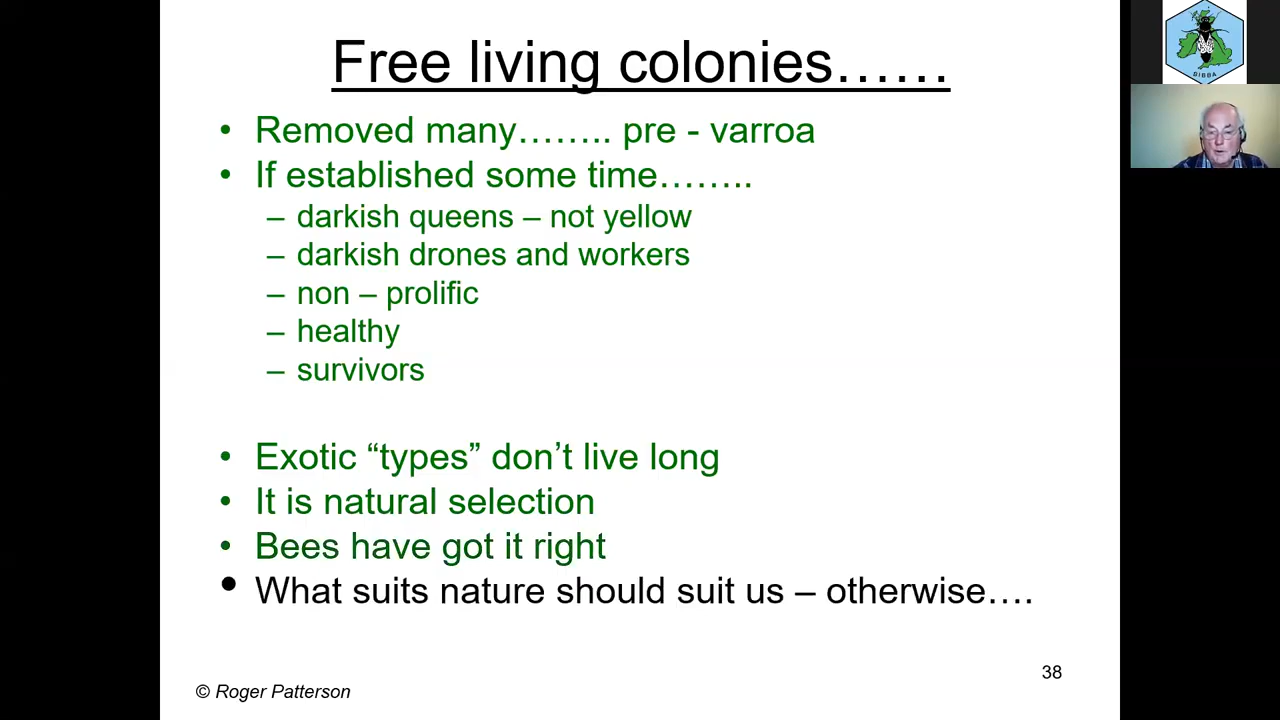 Free living colonies……
• Removed many…….. pre - varroa
• If established some time……..
– darkish queens – not yellow
– darkish drones and workers
– non – prolific
– healthy
– survivors
• Exotic “types” don’t live long
• It is natural selection
• Bees have got it right
• What suits nature should suit us – otherwise….
38
© Roger Patterson
BIBBA